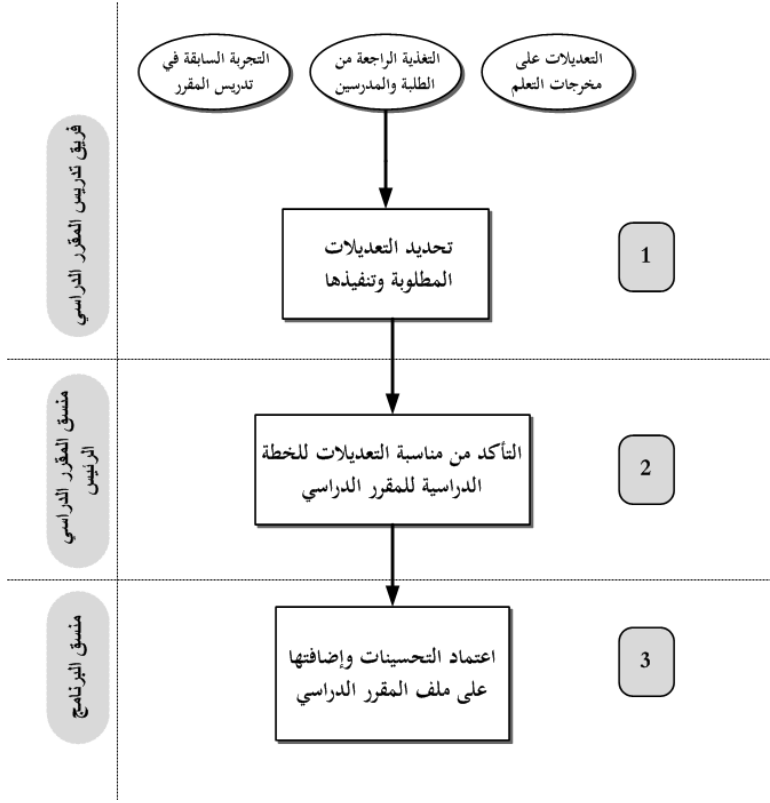 التعديلات على
مخرجات التعلم
التغذية الراجعة من
الطلبة والمدرسين
التجربة السابقة في
تدريس المقرر
1
تحديد التعديلات
المطلوبة وتنفيذها
فريق تدريس المقرر الدراسي
2
التأكد من مناسبة التعديلات للخطة
الدراسية للمقرر الدراسي
منسق المقرر الدراسي
الرئيس
3
اعتماد التحسينات وإضافتها
على ملف المقرر الدراسي
منسق البرنامج